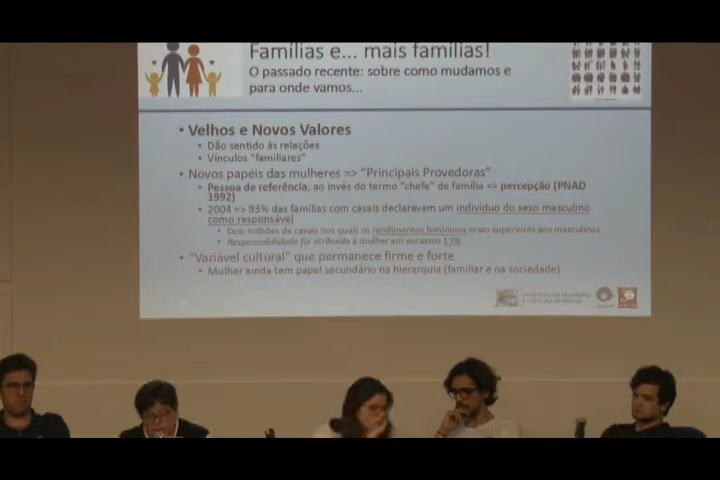 Famílias e... mais famílias!
O passado recente: sobre como mudamos e
para onde vamos...
• Velhos e Novos Valores
• Dão sentido às relações
• Vínculos "familiares"
• Novos papéis das mulheres => "Principais Provedoras"
• Pessoa de referência, ao invés do termo "chefe" de família => percepção (PNAD
1992)
• 2004 => 93% das famílias com casais declaravam um indivíduo do sexo masculino
como responsável
• Dois milhões de casais nos quais os rendimentos femininos eram superiores aos masculinos
• Responsabilidade foi atribuída à mulher em escassos
• "Variável cultural" que permanece firme e forte
• Mulher ainda tem papel secundário na hierarquia (familiar e na sociedade)